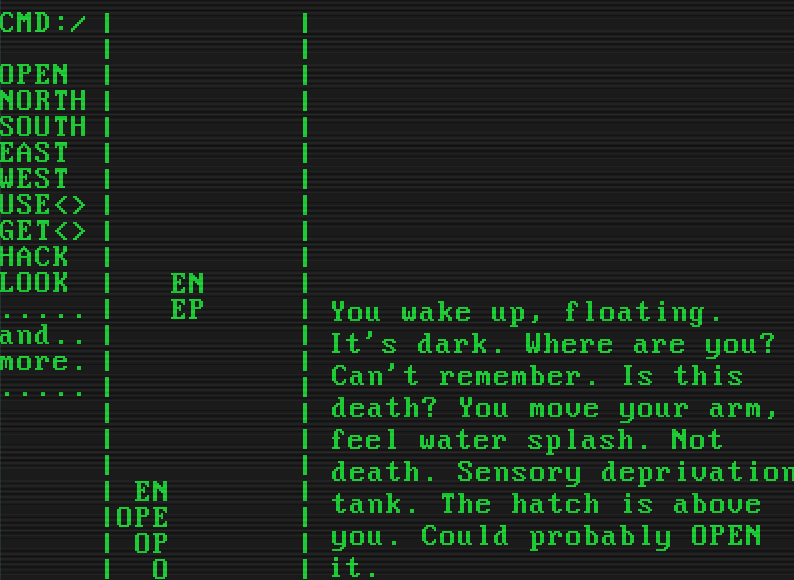 CMD:/
OPEN
NORTH
SOUTH
EAST
WEST
USE<>
GET<>
HACK
LOOK
.....
and..
more.
.....
EN
EP
EN
OPE
OP
O
You wake up, floating.
It's dark. Where are you?
Can't remember. Is this
death? You move your arm,
feel water splash. Not
death. Sensory deprivation
tank. The hatch is above
you. Could probably OPEN
it.